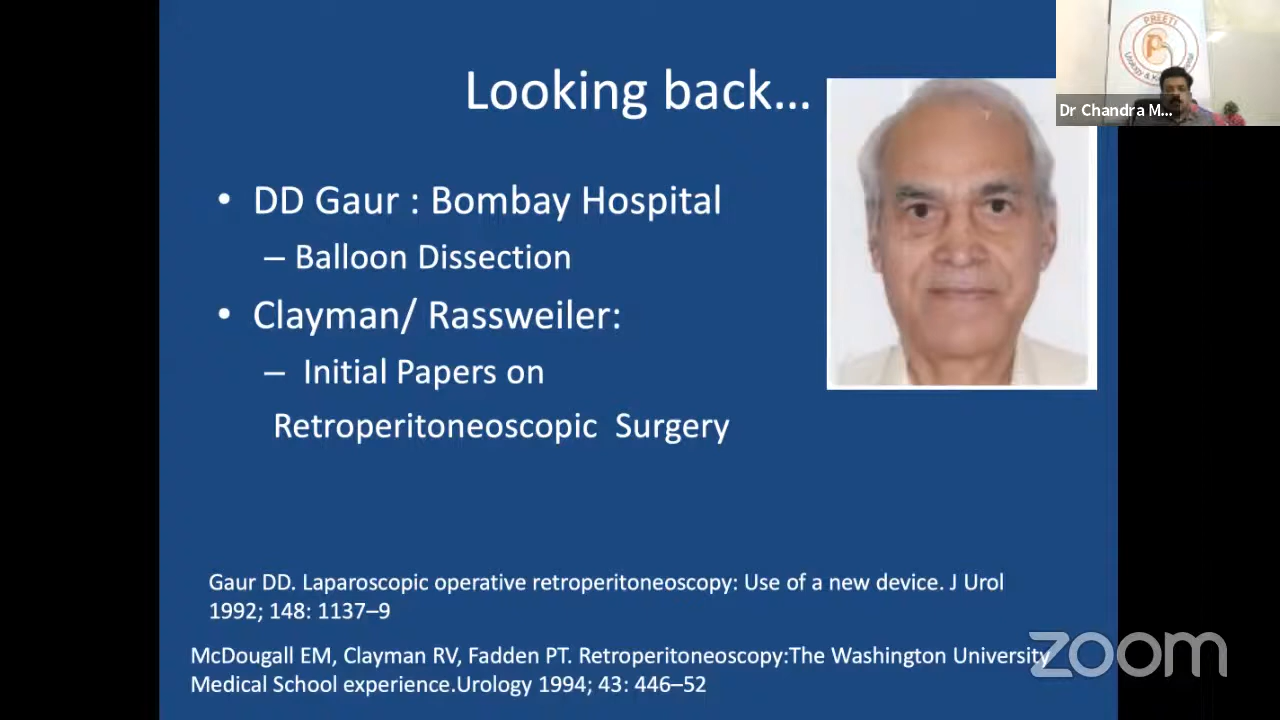 Looking back...
• DD Gaur : Bombay Hospital
– Balloon Dissection
• Clayman/ Rassweiler:
– Initial Papers on
Retroperitoneoscopic Surgery
Gaur DD. Laparoscopic operative retroperitoneoscopy: Use of a new device. J Urol
1992; 148: 1137–9
McDougall EM, Clayman RV, Fadden PT. Retroperitoneoscopy:The Washington University
Medical School experience.Urology 1994; 43: 446–52
PREETI
Dr Chandra M...
zoom